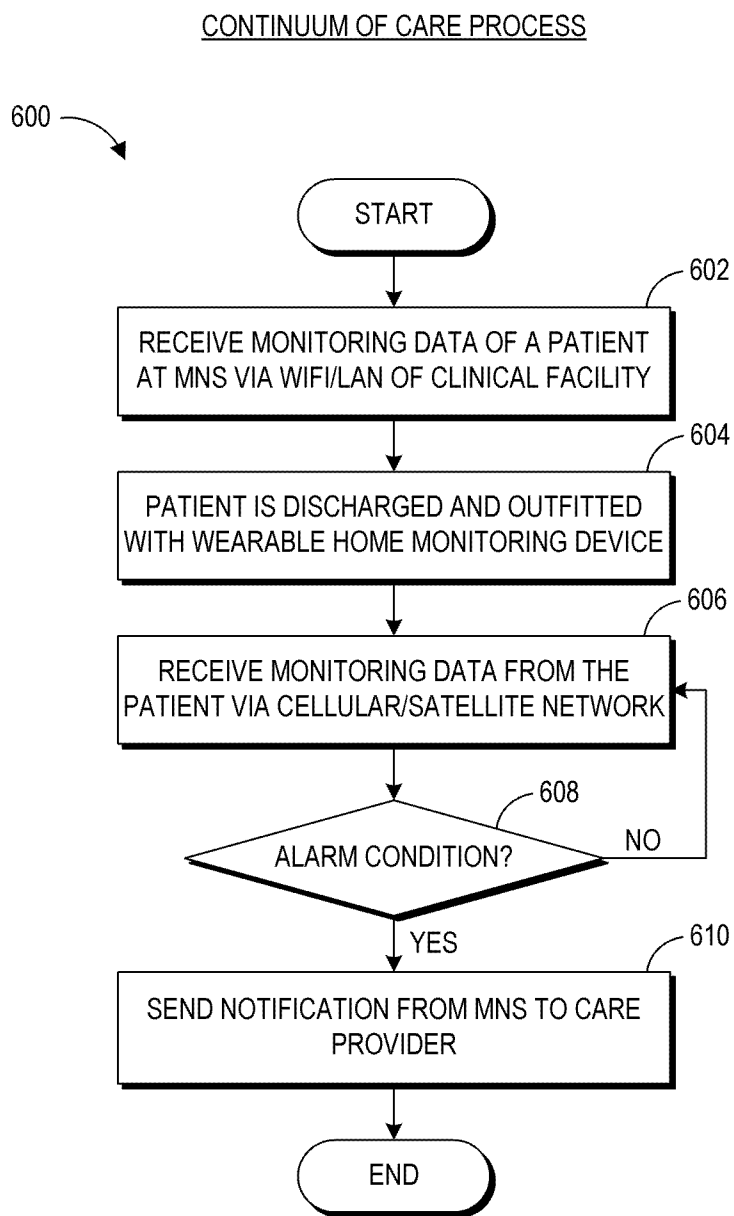 CONTINUUM OF CARE PROCESS
600
START
602
RECEIVE MONITORING DATA OF A PATIENT
AT MNS VIA WIFI/LAN OF CLINICAL FACILITY
604
PATIENT IS DISCHARGED AND OUTFITTED
WITH WEARABLE HOME MONITORING DEVICE
606
RECEIVE MONITORING DATA FROM THE
PATIENT VIA CELLULAR/SATELLITE NETWORK
608
ALARM CONDITION?
NO
YES
610
SEND NOTIFICATION FROM MNS TO CARE
PROVIDER
END